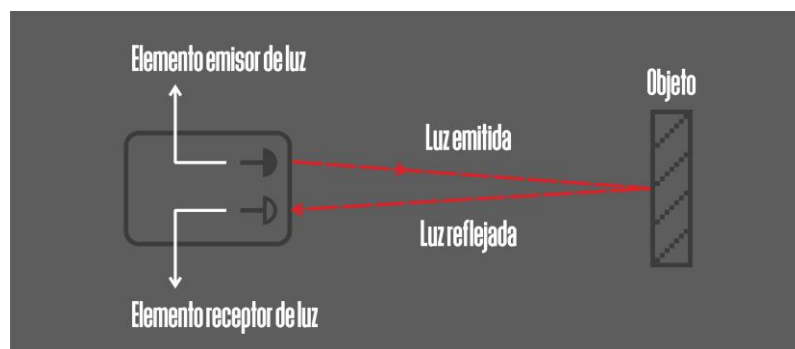 Elemento emisor de luz
Objeto
Luz emitida
Luz reflejada
Elemento receptor de luz